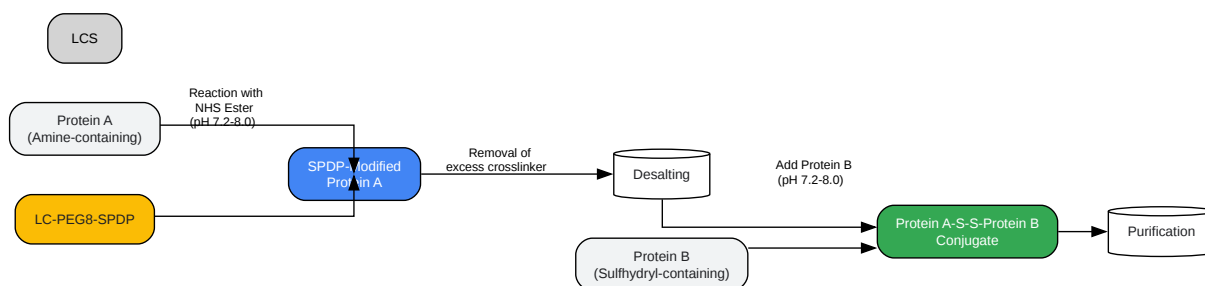 LCS
Reaction with
NHS Ester
(pH 7.2-8.0)
Protein A
(Amine-containing)
LC-PEG8-SPDP
SPDP-Modified
Protein A
Removal of
excess crosslinker
Desalting
Add Protein B
(pH 7.2-8.0)
Protein B
(Sulfhydryl-containing)
Protein A-S-S-Protein B
Conjugate
Purification